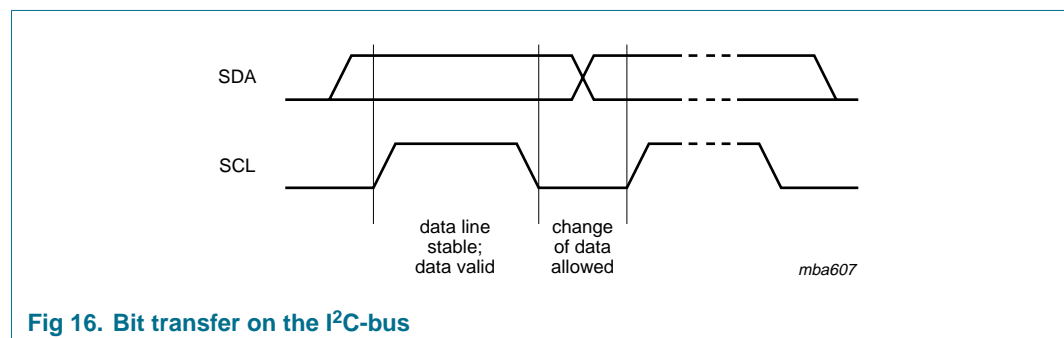 SDA
SCL
data line
stable;
data valid
change
of data
allowed
mba607
Fig 16. Bit transfer on the I²C-bus